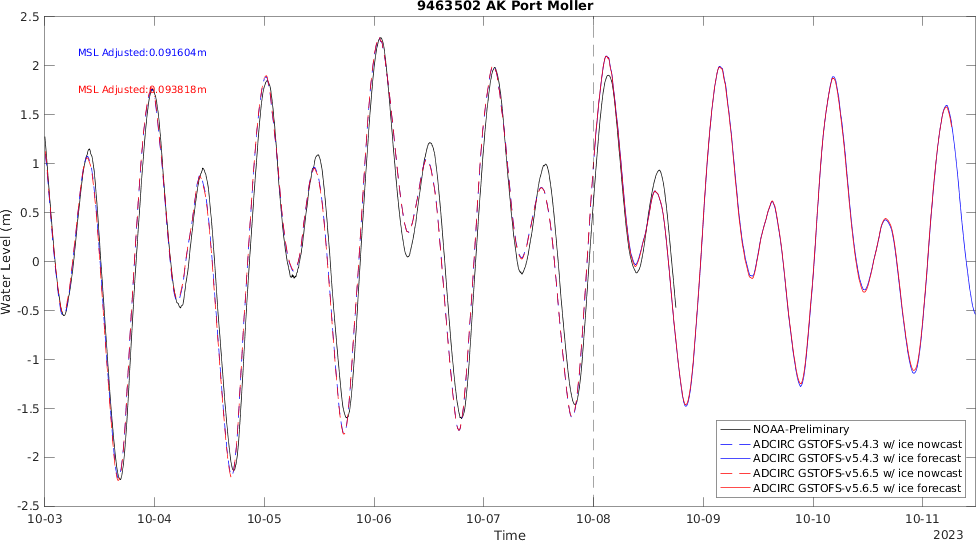 9463502 AK Port Moller
2.5
2
1.5
1
0.5
0
-0.5
-1
-1.5
-2
-2.5
Water Level (m)
MSL Adjusted:0.091604m
MSL Adjusted:0.093818m
NOAA-Preliminary
ADCIRC GSTOFS-v5.4.3 w/ ice nowcast
ADCIRC GSTOFS-v5.4.3 w/ ice forecast
ADCIRC GSTOFS-v5.6.5 w/ ice nowcast
ADCIRC GSTOFS-v5.6.5 w/ ice forecast
10-03 10-04 10-05 10-06 10-07 10-08 10-09 10-10 10-11
Time
2023